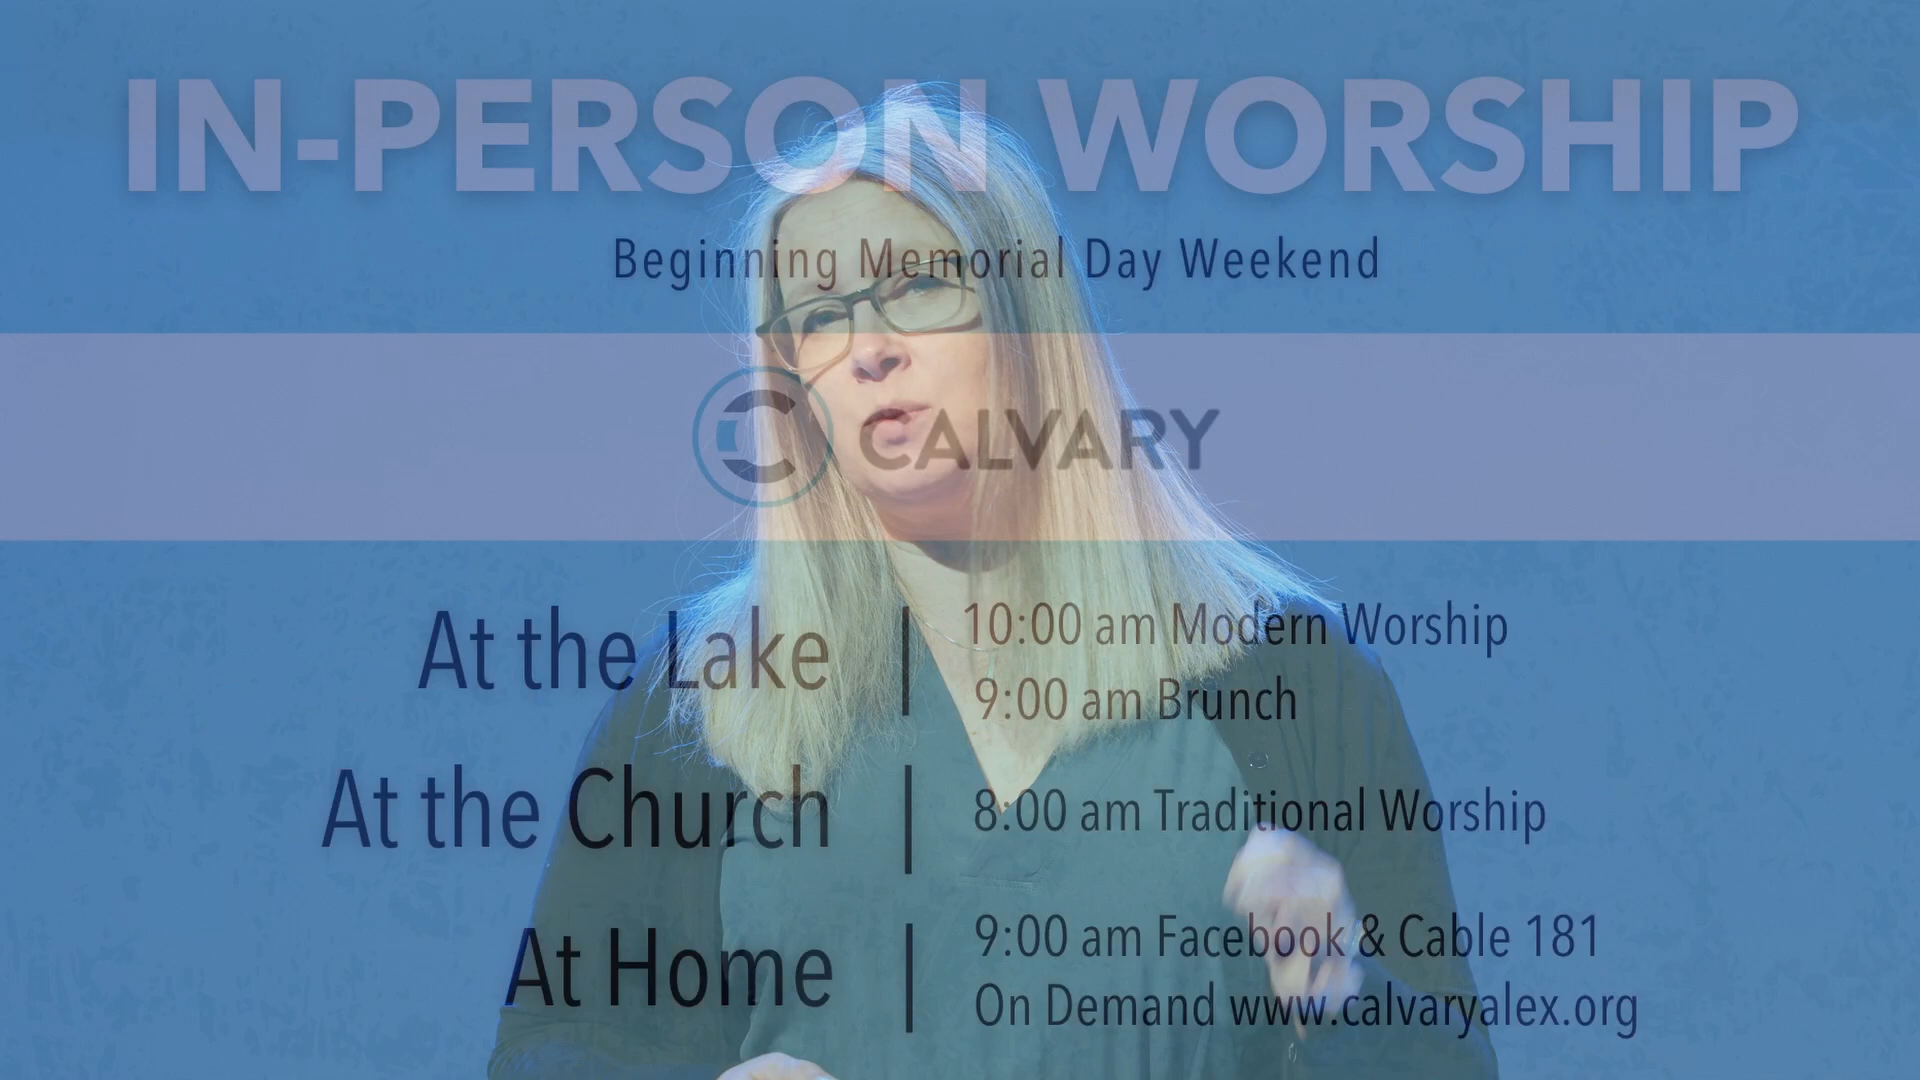 IN-PERSON WORSHIP
Beginning Memorial Day Weekend
CALVARY
At the Lake
10:00 am Modern Worship
9:00 am Brunch
At the Church
8:00 am Traditional Worship
At Home
9:00 am Facebook & Cable 181
On Demand www.calvaryalex.org